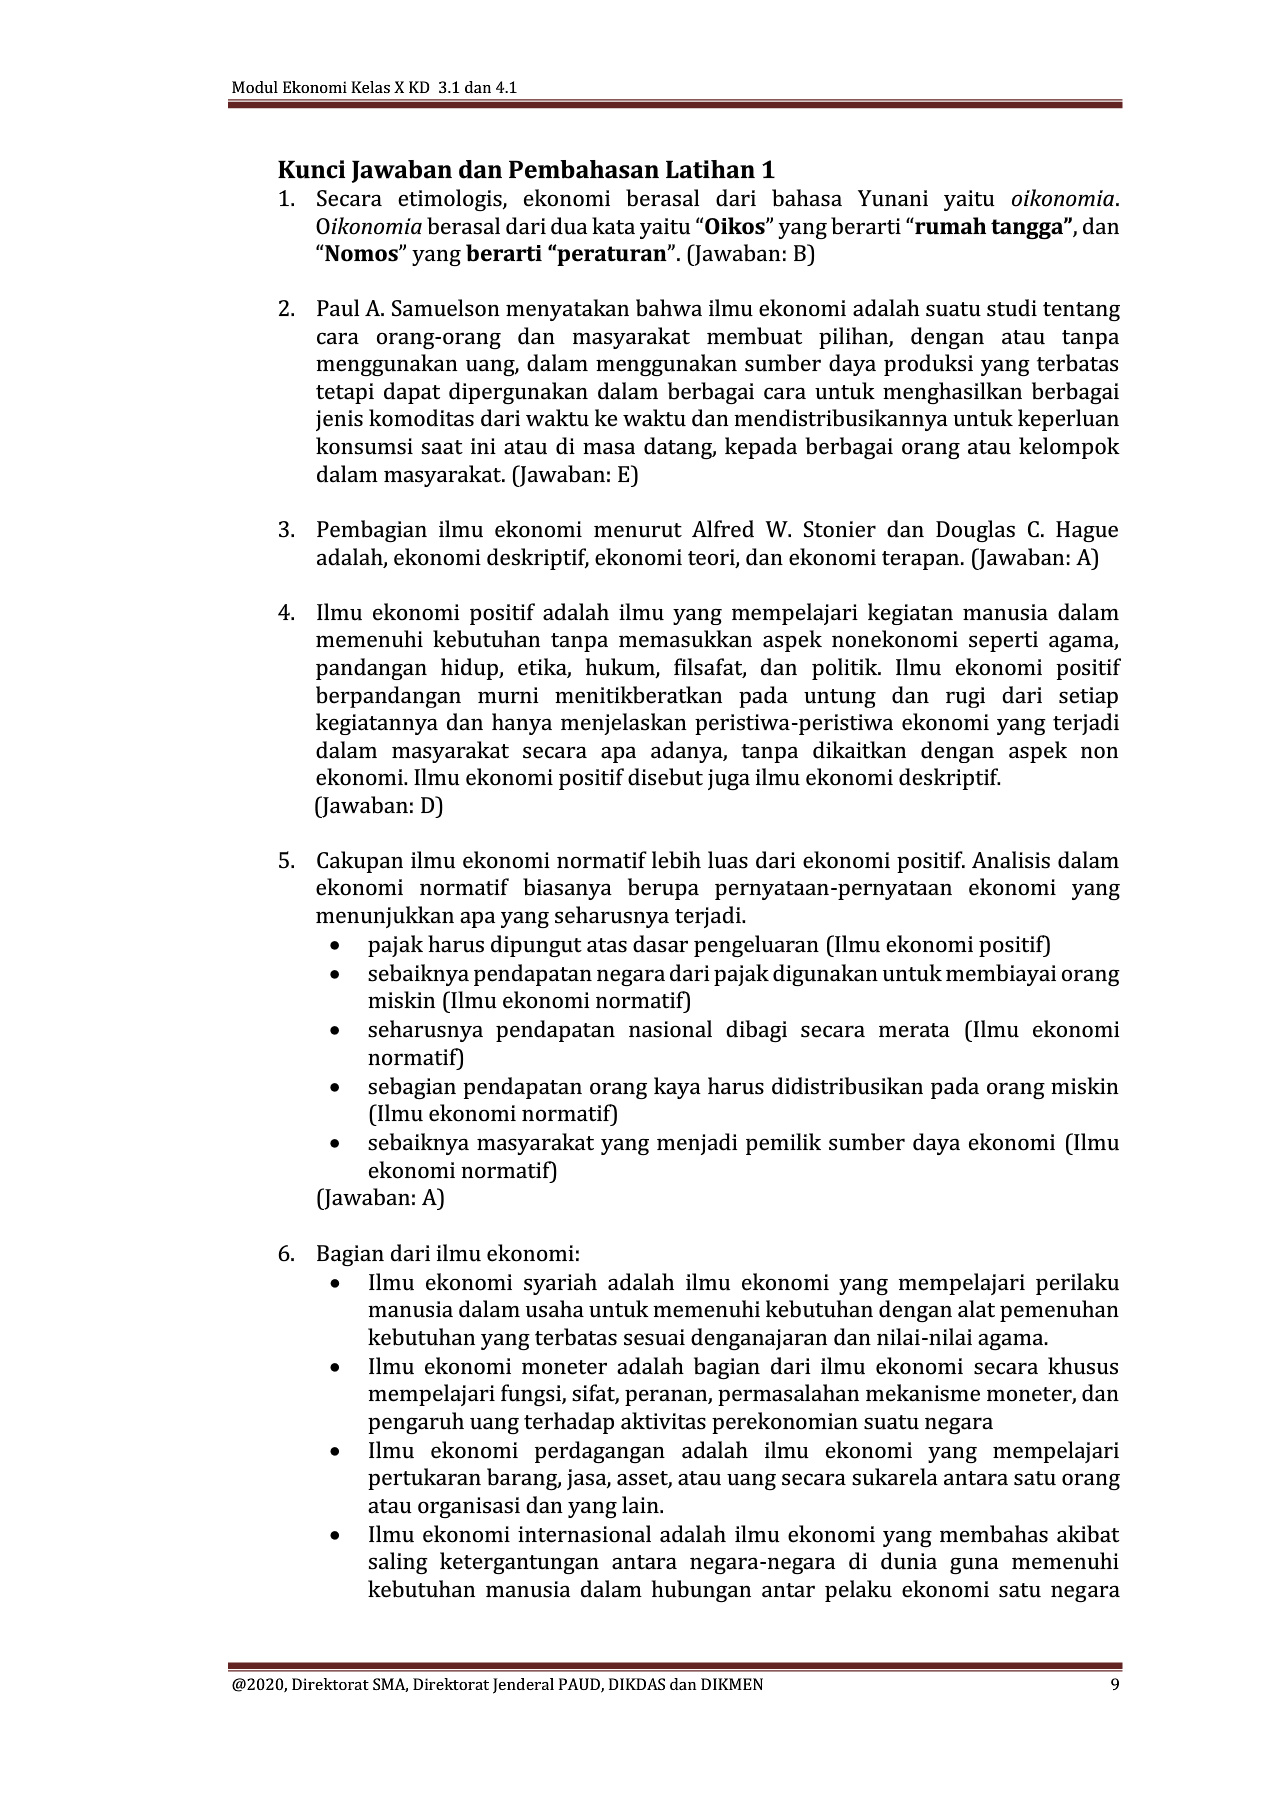 Modul Ekonomi Kelas X KD 3.1 dan 4.1
Kunci Jawaban dan Pembahasan Latihan 1
1. Secara etimologis, ekonomi berasal dari bahasa Yunani yaitu oikonomia.
Oikonomia berasal dari dua kata yaitu “Oikos” yang berarti “rumah tangga”, dan
“Nomos” yang berarti “peraturan”. (Jawaban: B)
2. Paul A. Samuelson menyatakan bahwa ilmu ekonomi adalah suatu studi tentang
cara orang-orang dan masyarakat membuat pilihan, dengan atau tanpa
menggunakan uang, dalam menggunakan sumber daya produksi yang terbatas
tetapi dapat dipergunakan dalam berbagai cara untuk menghasilkan berbagai
jenis komoditas dari waktu ke waktu dan mendistribusikannya untuk keperluan
konsumsi saat ini atau di masa datang, kepada berbagai orang atau kelompok
dalam masyarakat. (Jawaban: E)
3. Pembagian ilmu ekonomi menurut Alfred W. Stonier dan Douglas C. Hague
adalah, ekonomi deskriptif, ekonomi teori, dan ekonomi terapan. (Jawaban: A)
4. Ilmu ekonomi positif adalah ilmu yang mempelajari kegiatan manusia dalam
memenuhi kebutuhan tanpa memasukkan aspek nonekonomi seperti agama,
pandangan hidup, etika, hukum, filsafat, dan politik. Ilmu ekonomi positif
berpandangan murni menitikberatkan pada untung dan rugi dari setiap
kegiatannya dan hanya menjelaskan peristiwa-peristiwa ekonomi yang terjadi
dalam masyarakat secara apa adanya, tanpa dikaitkan dengan aspek non
ekonomi. Ilmu ekonomi positif disebut juga ilmu ekonomi deskriptif.
(Jawaban: D)
5. Cakupan ilmu ekonomi normatif lebih luas dari ekonomi positif. Analisis dalam
ekonomi normatif biasanya berupa pernyataan-pernyataan ekonomi yang
menunjukkan apa yang seharusnya terjadi.
• pajak harus dipungut atas dasar pengeluaran (Ilmu ekonomi positif)
• sebaiknya pendapatan negara dari pajak digunakan untuk membiayai orang
miskin (Ilmu ekonomi normatif)
• seharusnya pendapatan nasional dibagi secara merata (Ilmu ekonomi
normatif)
• sebagian pendapatan orang kaya harus didistribusikan pada orang miskin
(Ilmu ekonomi normatif)
• sebaiknya masyarakat yang menjadi pemilik sumber daya ekonomi (Ilmu
ekonomi normatif)
(Jawaban: A)
6. Bagian dari ilmu ekonomi:
• Ilmu ekonomi syariah adalah ilmu ekonomi yang mempelajari perilaku
manusia dalam usaha untuk memenuhi kebutuhan dengan alat pemenuhan
kebutuhan yang terbatas sesuai denganajaran dan nilai-nilai agama.
• Ilmu ekonomi moneter adalah bagian dari ilmu ekonomi secara khusus
mempelajari fungsi, sifat, peranan, permasalahan mekanisme moneter, dan
pengaruh uang terhadap aktivitas perekonomian suatu negara
• Ilmu ekonomi perdagangan adalah ilmu ekonomi yang mempelajari
pertukaran barang, jasa, asset, atau uang secara sukarela antara satu orang
atau organisasi dan yang lain.
• Ilmu ekonomi internasional adalah ilmu ekonomi yang membahas akibat
saling ketergantungan antara negara-negara di dunia guna memenuhi
kebutuhan manusia dalam hubungan antar pelaku ekonomi satu negara
@2020, Direktorat SMA, Direktorat Jenderal PAUD, DIKDAS dan DIKMEN 9